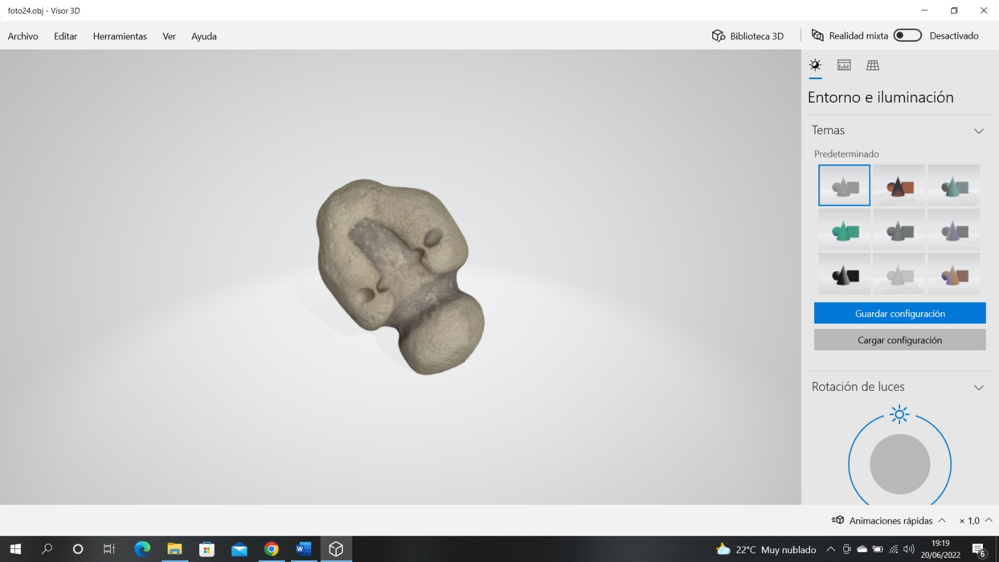 foto24.obj - Visor 3D
Archivo Editar Herramientas Ver Ayuda Biblioteca 3D Realidad mixta Desactivado
Entorno e iluminación
Temas
Predeterminado
Guardar configuración
Cargar configuración
Rotación de luces
Animaciones rápidas × 1,0
22°C Muy nublado
19:19
20/06/2022
6